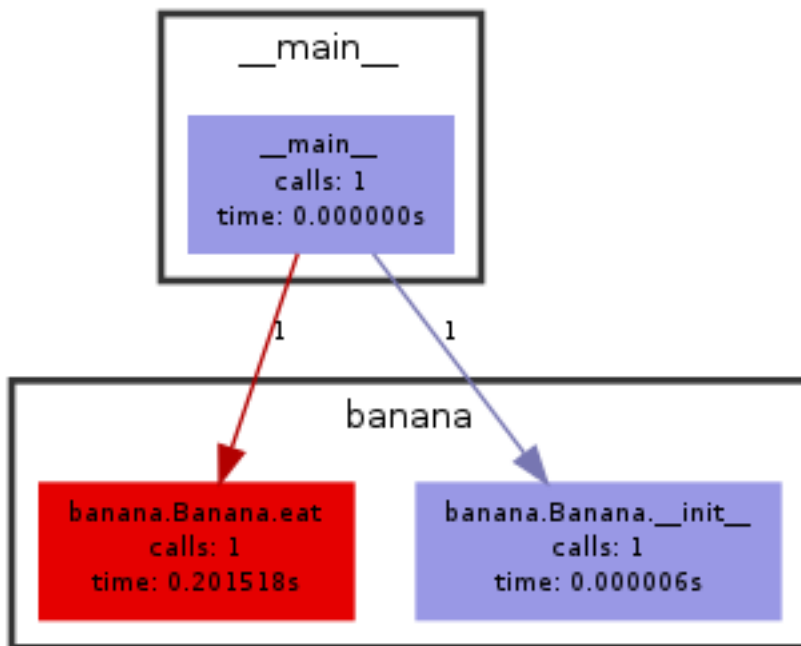 __main__
__main__
calls: 1
time: 0.000000s
1
1
banana
banana.Banana.eat
calls: 1
time: 0.201518s
banana.Banana.__init__
calls: 1
time: 0.000006s